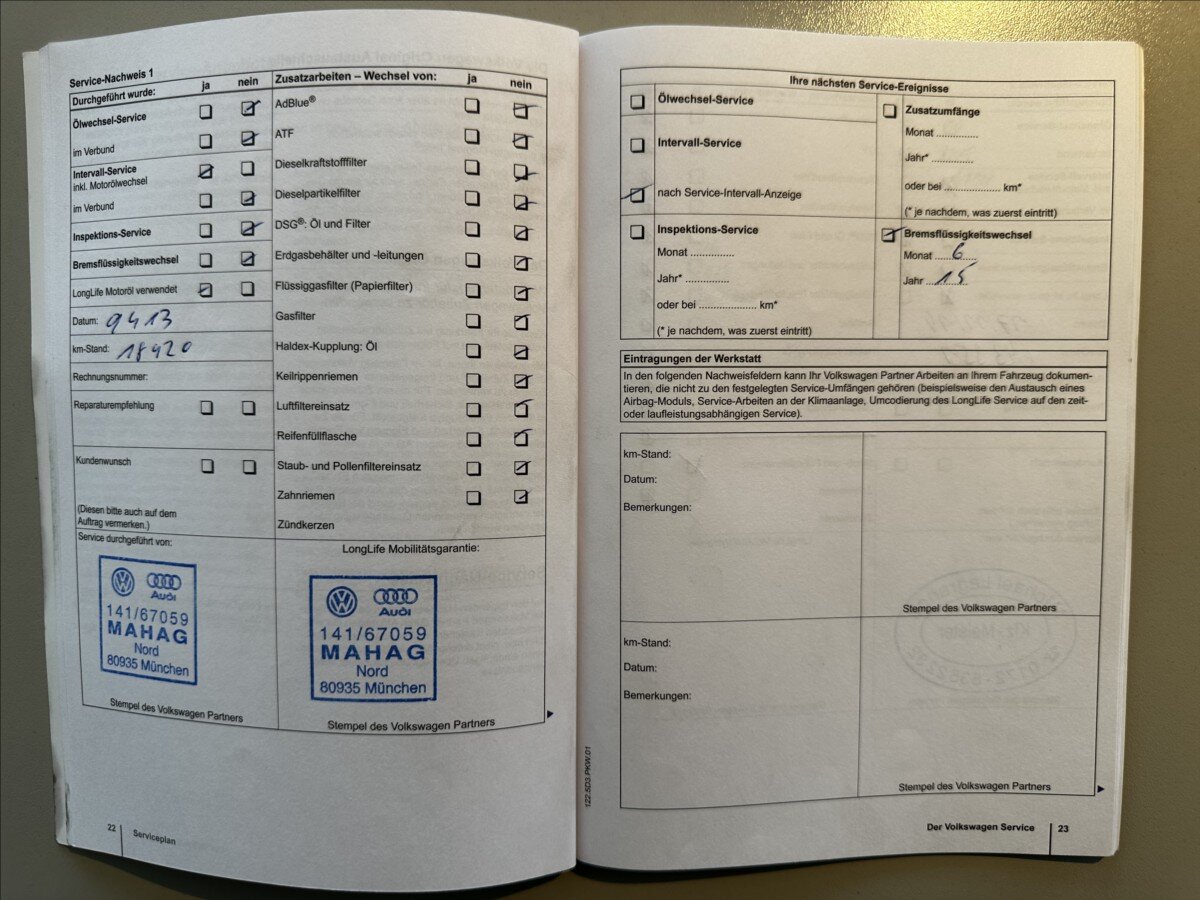 Service-Nachweis 1
Durchgeführt wurde: ja nein
Ölwechsel-Service
im Verbund
Intervall-Service
inkl. Motorölwechsel
im Verbund
Inspektions-Service
Bremsflüssigkeitswechsel
LongLife Motoröl verwendet
Datum: 9 4 13
km-Stand: 18420
Rechnungsnummer:
Reparaturempfehlung
Kundenwunsch
(Diesen bitte auch auf dem
Auftrag vermerken.)
Service durchgeführt von:
Audi
141/67059
MAHAG
Nord
80935 München
Stempel des Volkswagen Partners
Zusatzarbeiten – Wechsel von: ja nein
AdBlue®
ATF
Dieselkraftstofffilter
Dieselpartikelfilter
DSG®: Öl und Filter
Erdgasbehälter und -leitungen
Flüssiggasfilter (Papierfilter)
Gasfilter
Haldex-Kupplung: Öl
Keilrippenriemen
Luftfiltereinsatz
Reifenfüllflasche
Staub- und Pollenfiltereinsatz
Zahnriemen
Zündkerzen
LongLife Mobilitätsgarantie:
Audi
141/67059
MAHAG
Nord
80935 München
Stempel des Volkswagen Partners
22 Serviceplan
Ihre nächsten Service-Ereignisse
Ölwechsel-Service
Intervall-Service
nach Service-Intervall-Anzeige
Inspektions-Service
Monat ..............
Jahr* ..............
oder bei .................. km*
(* je nachdem, was zuerst eintritt)
Zusatzumfänge
Monat ..............
Jahr* .............
oder bei .................. km*
(* je nachdem, was zuerst eintritt)
Bremsflüssigkeitswechsel
Monat 6
Jahr 15
Eintragungen der Werkstatt
In den folgenden Nachweisfeldern kann Ihr Volkswagen Partner Arbeiten an Ihrem Fahrzeug dokumen-
tieren, die nicht zu den festgelegten Service-Umfängen gehören (beispielsweise den Austausch eines
Airbag-Moduls, Service-Arbeiten an der Klimaanlage, Umcodierung des LongLife Service auf den zeit-
oder laufleistungsabhängigen Service).
km-Stand:
Datum:
Bemerkungen:
Stempel des Volkswagen Partners
km-Stand:
Datum:
Bemerkungen:
Stempel des Volkswagen Partners
122.5D3.PKW.01
Der Volkswagen Service 23